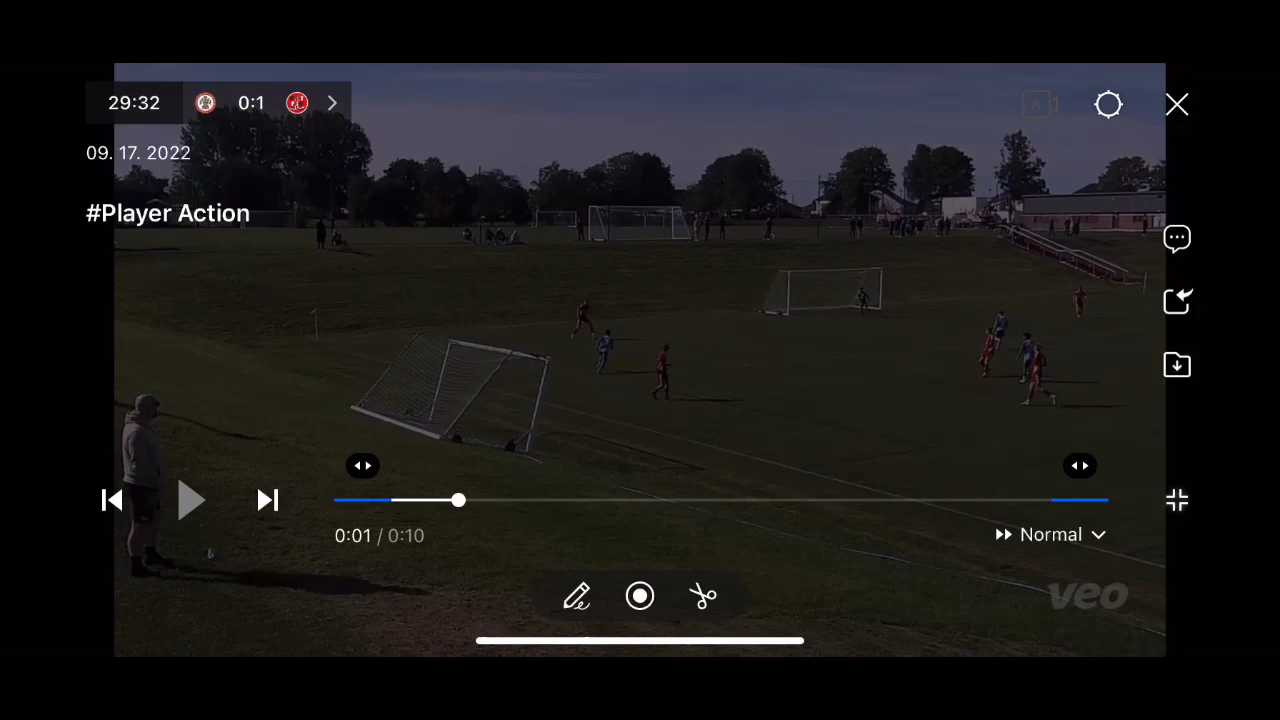 29:32 0:1
09. 17. 2022
#Player Action
A
0:01 / 0:10
Normal
veo